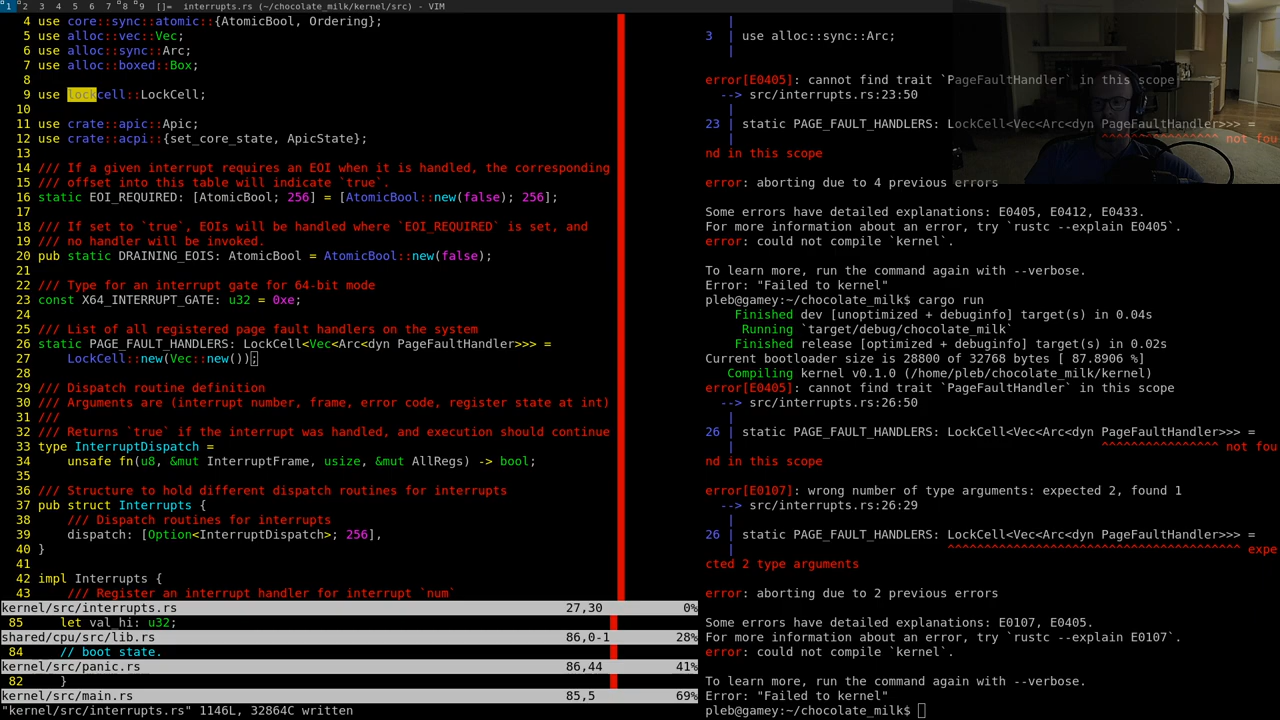 1 2 3 4 5 6 7 8 9 []= interrupts.rs (~/chocolate_milk/kernel/src) - VIM
4 use core::sync::atomic::{AtomicBool, Ordering};
5 use alloc::vec::Vec;
6 use alloc::sync::Arc;
7 use alloc::boxed::Box;
8
9 use lockcell::LockCell;
10
11 use crate::apic::Apic;
12 use crate::acpi::{set_core_state, ApicState};
13
14 /// If a given interrupt requires an EOI when it is handled, the corresponding
15 /// offset into this table will indicate `true`.
16 static EOI_REQUIRED: [AtomicBool; 256] = [AtomicBool::new(false); 256];
17
18 /// If set to `true`, EOIs will be handled where `EOI_REQUIRED` is set, and
19 /// no handler will be invoked.
20 pub static DRAINING_EOIS: AtomicBool = AtomicBool::new(false);
21
22 /// Type for an interrupt gate for 64-bit mode
23 const X64_INTERRUPT_GATE: u32 = 0xe;
24
25 /// List of all registered page fault handlers on the system
26 static PAGE_FAULT_HANDLERS: LockCell<Vec<Arc<dyn PageFaultHandler>>> =
27     LockCell::new(Vec::new());
28
29 /// Dispatch routine definition
30 /// Arguments are (interrupt number, frame, error code, register state at int)
31 ///
32 /// Returns `true` if the interrupt was handled, and execution should continue
33 type InterruptDispatch =
34     unsafe fn(u8, &mut InterruptFrame, usize, &mut AllRegs) -> bool;
35
36 /// Structure to hold different dispatch routines for interrupts
37 pub struct Interrupts {
38     /// Dispatch routines for interrupts
39     dispatch: [Option<InterruptDispatch>; 256],
40 }
41
42 impl Interrupts {
43     /// Register an interrupt handler for interrupt `num`
kernel/src/interrupts.rs 27,30 0%
85     let val_hi: u32;
shared/cpu/src/lib.rs 86,0-1 28%
84     // boot state.
kernel/src/panic.rs 86,44 41%
82     }
kernel/src/main.rs 85,5 69%
"kernel/src/interrupts.rs" 1146L, 32864C written
|
3 | use alloc::sync::Arc;
|
error[E0405]: cannot find trait `PageFaultHandler` in this scope
--> src/interrupts.rs:23:50
|
23 | static PAGE_FAULT_HANDLERS: LockCell<Vec<Arc<dyn PageFaultHandler>>> =
| ^^^^^^^^^^^^^^^^ not fou
nd in this scope
error: aborting due to 4 previous errors
Some errors have detailed explanations: E0405, E0412, E0433.
For more information about an error, try `rustc --explain E0405`.
error: could not compile `kernel`.
To learn more, run the command again with --verbose.
Error: "Failed to kernel"
pleb@gamey:~/chocolate_milk$ cargo run
Finished dev [unoptimized + debuginfo] target(s) in 0.04s
Running `target/debug/chocolate_milk`
Finished release [optimized + debuginfo] target(s) in 0.02s
Current bootloader size is 28800 of 32768 bytes [ 87.8906 %]
Compiling kernel v0.1.0 (/home/pleb/chocolate_milk/kernel)
error[E0405]: cannot find trait `PageFaultHandler` in this scope
--> src/interrupts.rs:26:50
|
26 | static PAGE_FAULT_HANDLERS: LockCell<Vec<Arc<dyn PageFaultHandler>>> =
| ^^^^^^^^^^^^^^^^ not fou
nd in this scope
error[E0107]: wrong number of type arguments: expected 2, found 1
--> src/interrupts.rs:26:29
|
26 | static PAGE_FAULT_HANDLERS: LockCell<Vec<Arc<dyn PageFaultHandler>>> =
| ^^^^^^^^^^^^^^^^^^^^^^^^^^^^^^^^^^^^^^^^ expe
cted 2 type arguments
error: aborting due to 2 previous errors
Some errors have detailed explanations: E0107, E0405.
For more information about an error, try `rustc --explain E0107`.
error: could not compile `kernel`.
To learn more, run the command again with --verbose.
Error: "Failed to kernel"
pleb@gamey:~/chocolate_milk$